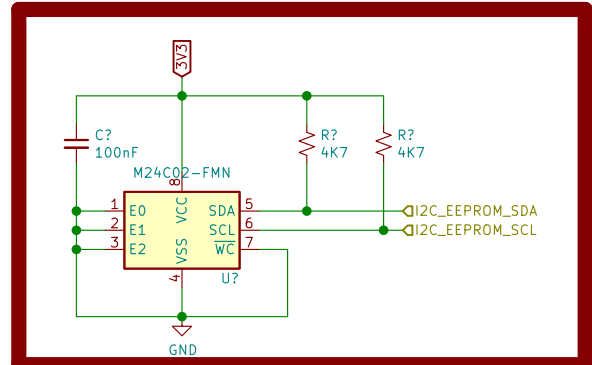 3V3
C?
100nF
R?
4K7
R?
4K7
M24C02-FMN
8
VCC
1 E0
2 E1
3 E2
SDA 5
SCL 6
WC 7
VSS
4
U?
I2C_EEPROM_SDA
I2C_EEPROM_SCL
GND